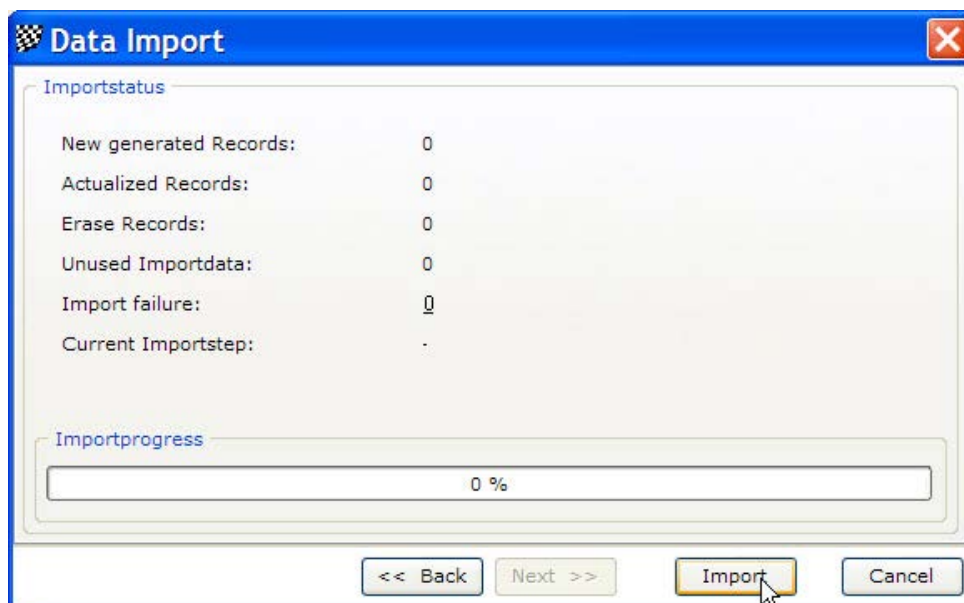 Data Import
Importstatus
New generated Records: 0
Actualized Records: 0
Erase Records: 0
Unused Importdata: 0
Import failure: 0
Current Importstep: -
Importprogress
0 %
<< Back Next >> Import Cancel